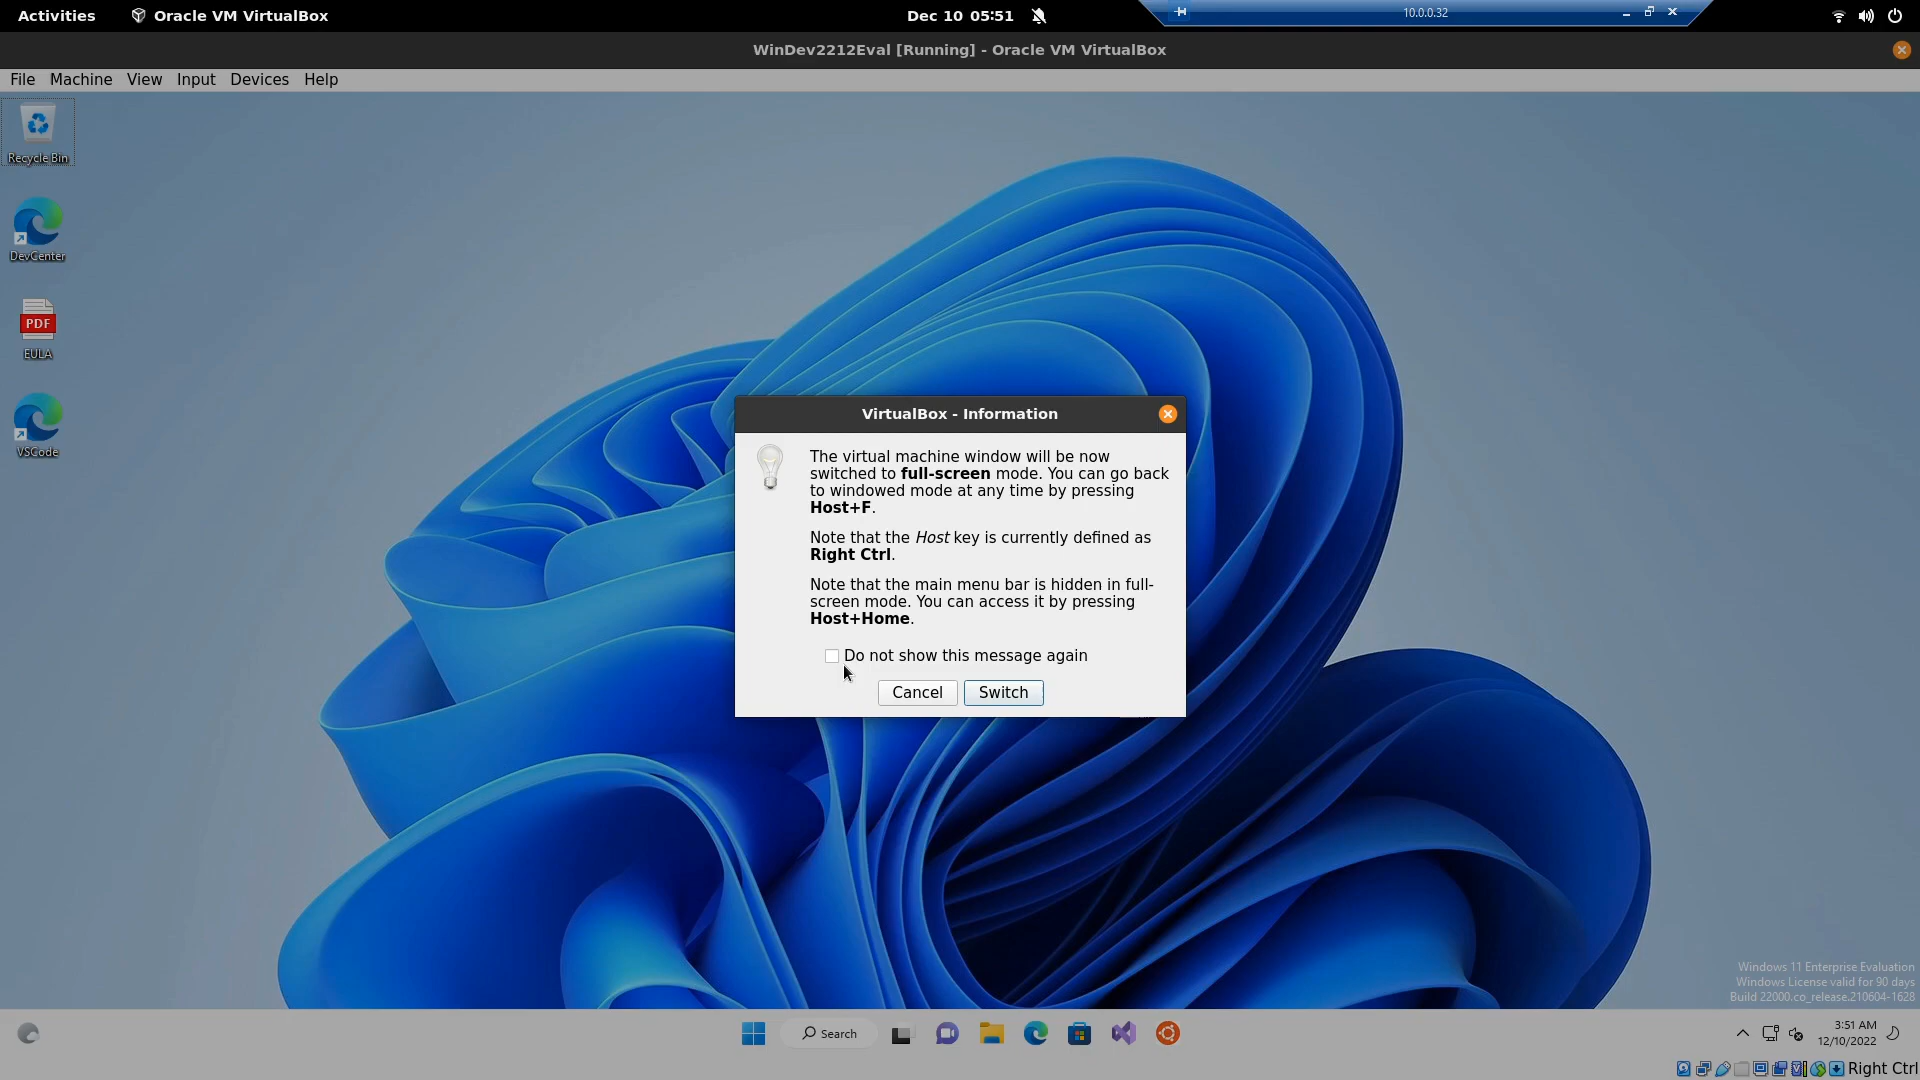 Activities Oracle VM VirtualBox Dec 10 05:51 10.0.0.32
WinDev2212Eval [Running] - Oracle VM VirtualBox
File Machine View Input Devices Help
Recycle Bin
DevCenter
PDF
EULA
VSCode
VirtualBox - Information
The virtual machine window will be now
switched to full-screen mode. You can go back
to windowed mode at any time by pressing
Host+F.
Note that the Host key is currently defined as
Right Ctrl.
Note that the main menu bar is hidden in full-
screen mode. You can access it by pressing
Host+Home.
Do not show this message again
Cancel Switch
Windows 11 Enterprise Evaluation
Windows License valid for 90 days
Build 22000.co_release.210604-1628
Search
3:51 AM
12/10/2022
Right Ctrl